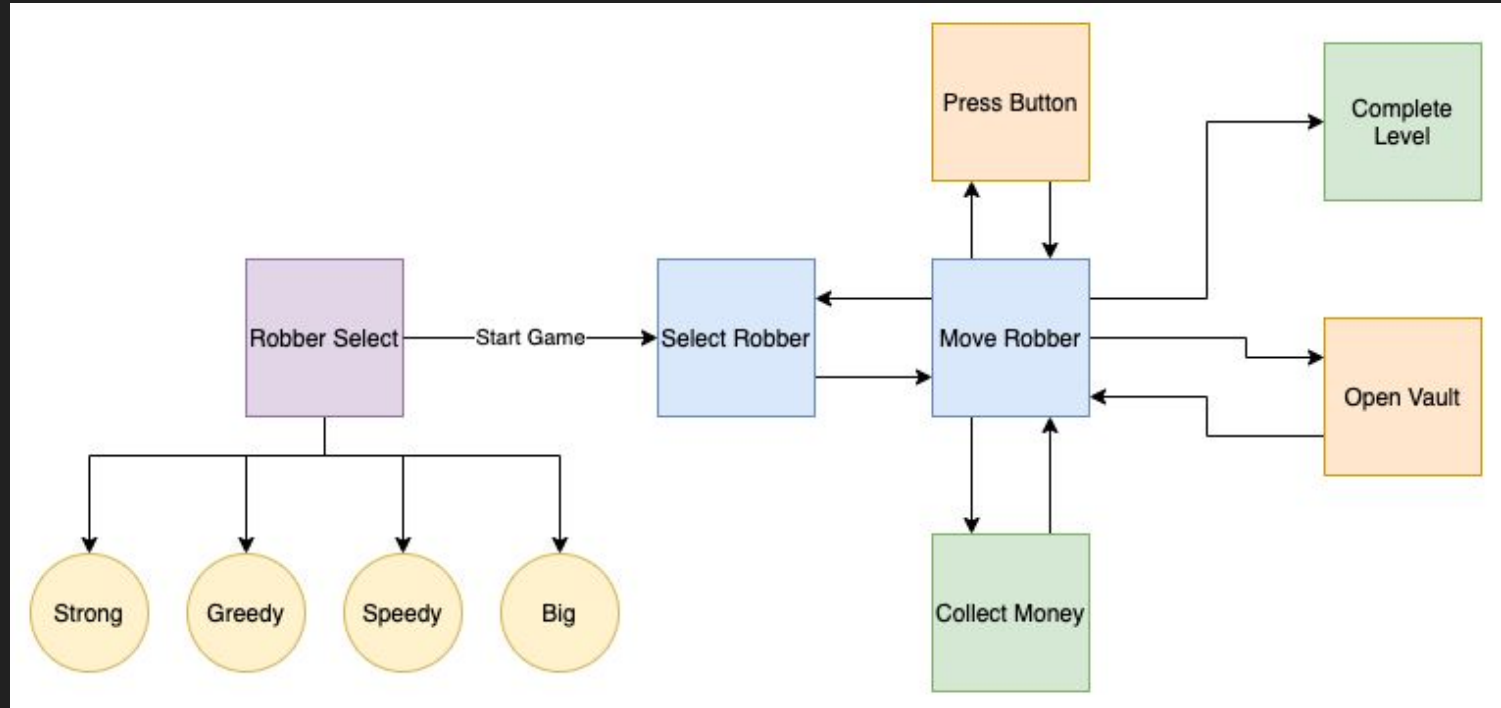 Press Button
Complete
Level
Robber Select
Start Game
Select Robber
Move Robber
Open Vault
Strong
Greedy
Speedy
Big
Collect Money